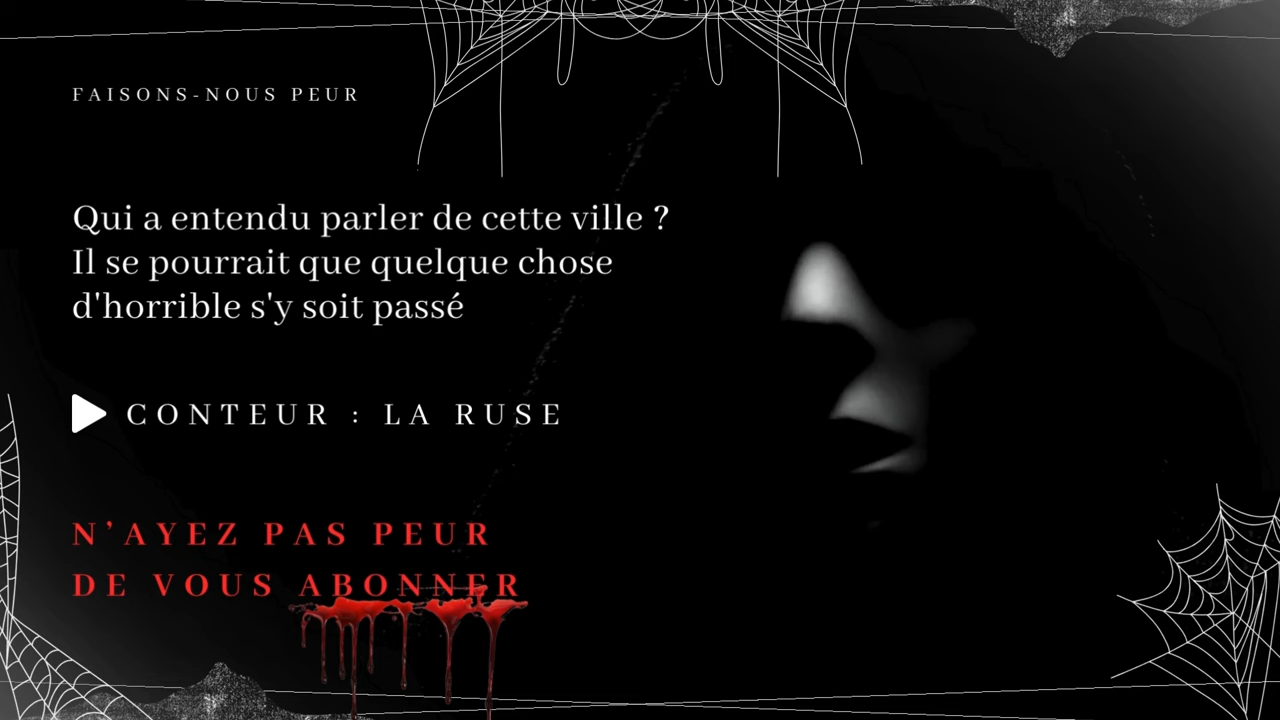 FAISONS-NOUS PEUR
Qui a entendu parler de cette ville ?
Il se pourrait que quelque chose
d'horrible s'y soit passé
CONTEUR : LA RUSE
N’AYEZ PAS PEUR
DE VOUS ABONNER